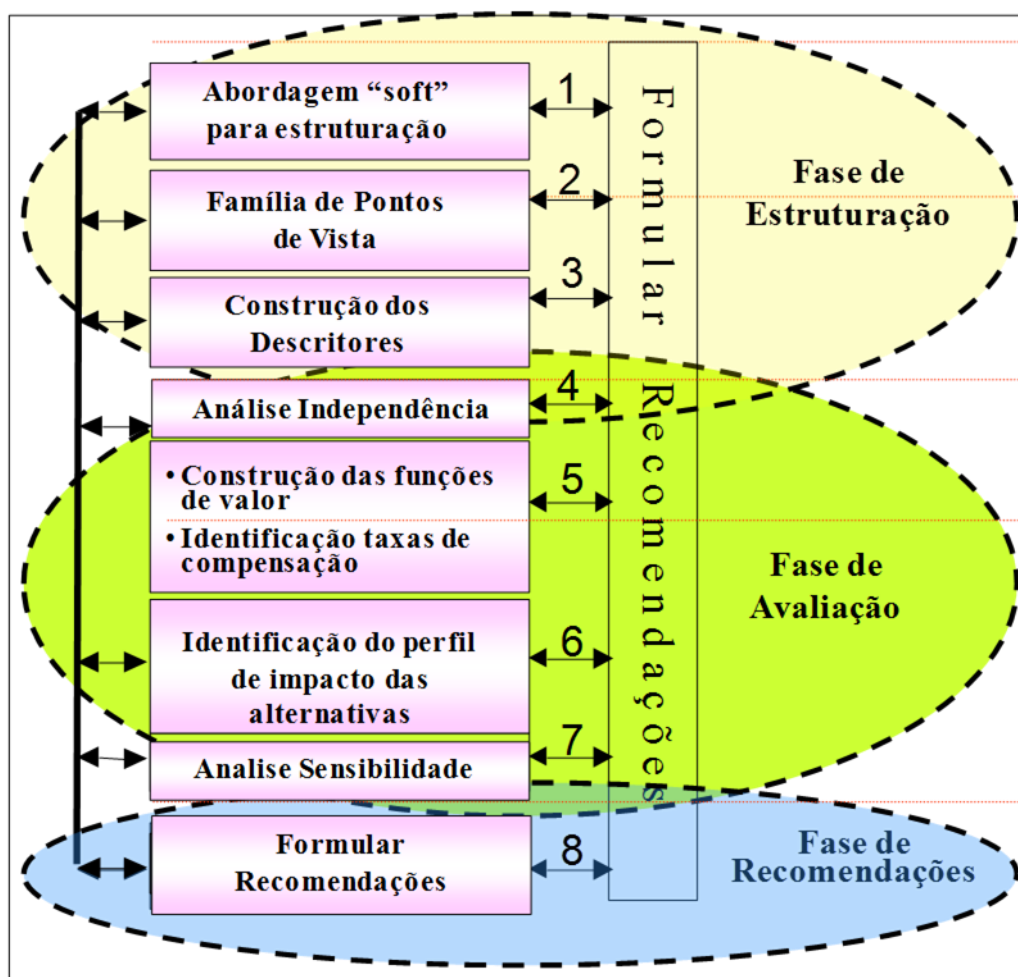 Abordagem “soft”
para estruturação
1
Família de Pontos
de Vista
2
Construção dos
Descritores
3
Análise Independência
4
• Construção das funções
de valor
• Identificação taxas de
compensação
5
Identificação do perfil
de impacto das
alternativas
6
Analise Sensibilidade
7
Formular
Recomendações
8
Formular Recomendações
Fase de
Estruturação
Fase de
Avaliação
Fase de
Recomendações